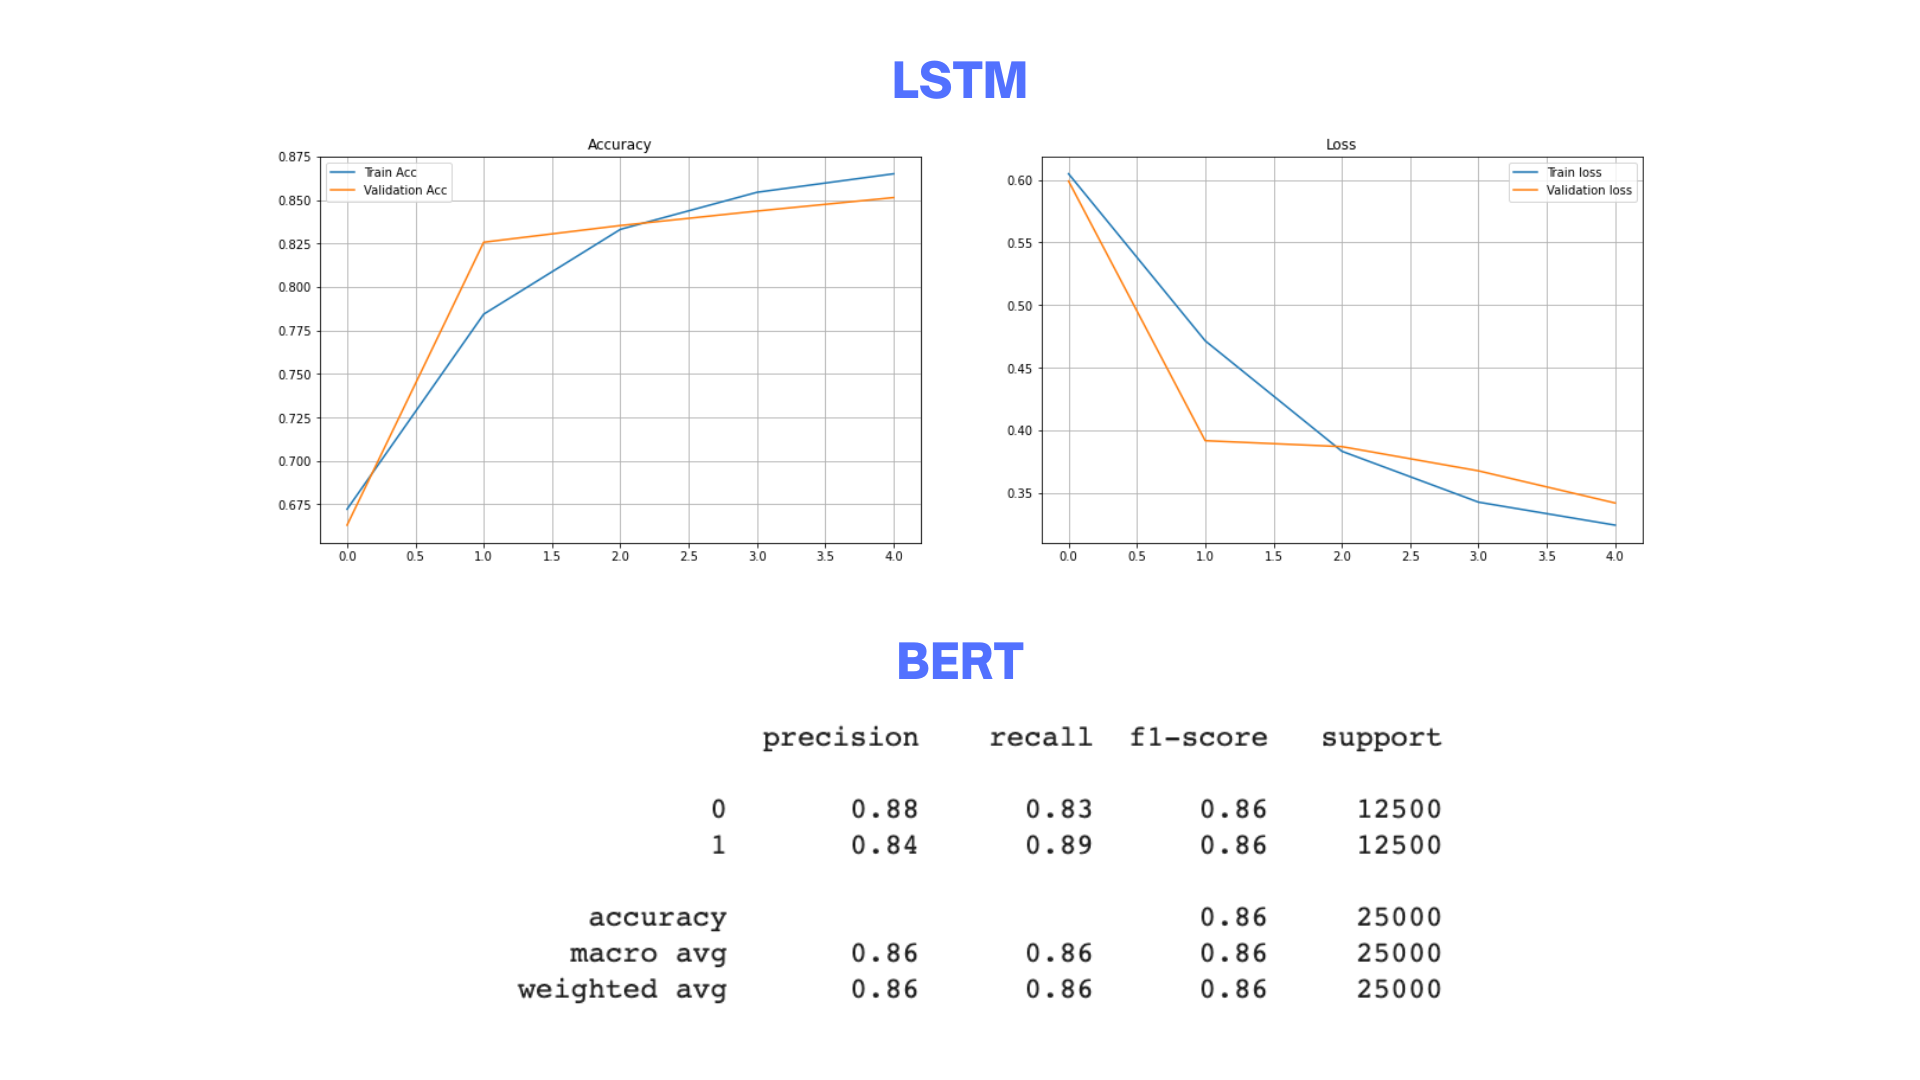 LSTM
Accuracy
Train Acc
Validation Acc
0.875
0.850
0.825
0.800
0.775
0.750
0.725
0.700
0.675
0.0 0.5 1.0 1.5 2.0 2.5 3.0 3.5 4.0
Loss
Train loss
Validation loss
0.60
0.55
0.50
0.45
0.40
0.35
0.0 0.5 1.0 1.5 2.0 2.5 3.0 3.5 4.0
BERT
precision recall f1-score support
0 0.88 0.83 0.86 12500
1 0.84 0.89 0.86 12500
accuracy 0.86 25000
macro avg 0.86 0.86 0.86 25000
weighted avg 0.86 0.86 0.86 25000